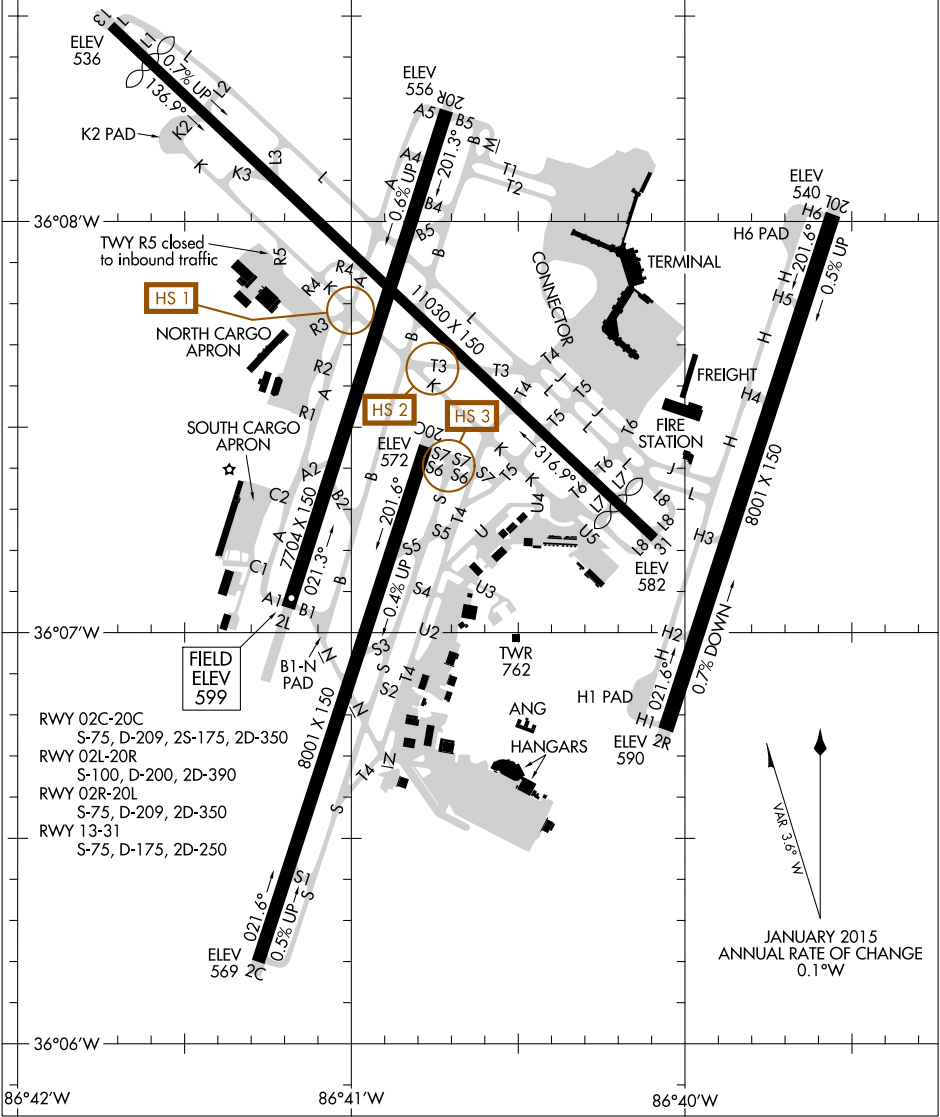 13
L
L1
L
ELEV
536
0.7% UP
136.9°
L2
K2 PAD
K2
K
K3
L3
L
ELEV
556
20R
A5
B5
B
M
A4
A
201.3°
0.6% UP
B4
B5
B
T1
T2
ELEV
540
20L
H6
H6 PAD
201.6°
0.5% UP
H
H5
36°08'W
TWY R5 closed
to inbound traffic
R5
R4
R4
A
K
HS 1
R3
NORTH CARGO
APRON
R2
A
R1
CONNECTOR
TERMINAL
11030 X 150
L
B
T3
T3
K
HS 2
HS 3
T4
T4
L
T5
J
T5
J
T6
L
FREIGHT
FIRE
STATION
H
H4
H
8001 X 150
SOUTH CARGO
APRON
20C
ELEV
572
S7
S7
S7
S6
S6
K
T5
K
316.9°
T6
T6
L7
L7
J
L
L8
L8
L8
31
ELEV
582
A2
C2
B2
B
A
7704 X 150
021.3°
201.6°
S
T4
S5
S5
U
U4
U5
H3
C1
A1
B1
2L
B
0.4% UP
S4
U3
U2
36°07'W
FIELD
ELEV
599
B1-N
PAD
N
S3
S
S2
T4
N
TWR
762
H2
H
021.6°
0.7% DOWN
H1 PAD
H1
ELEV
590
2R
ANG
HANGARS
RWY 02C-20C
S-75, D-209, 2S-175, 2D-350
RWY 02L-20R
S-100, D-200, 2D-390
RWY 02R-20L
S-75, D-209, 2D-350
RWY 13-31
S-75, D-175, 2D-250
8001 X 150
T4
N
S
S1
S
021.6°
0.5% UP
ELEV
569
2C
VAR 3.6° W
JANUARY 2015
ANNUAL RATE OF CHANGE
0.1°W
36°06'W
86°42'W
86°41'W
86°40'W